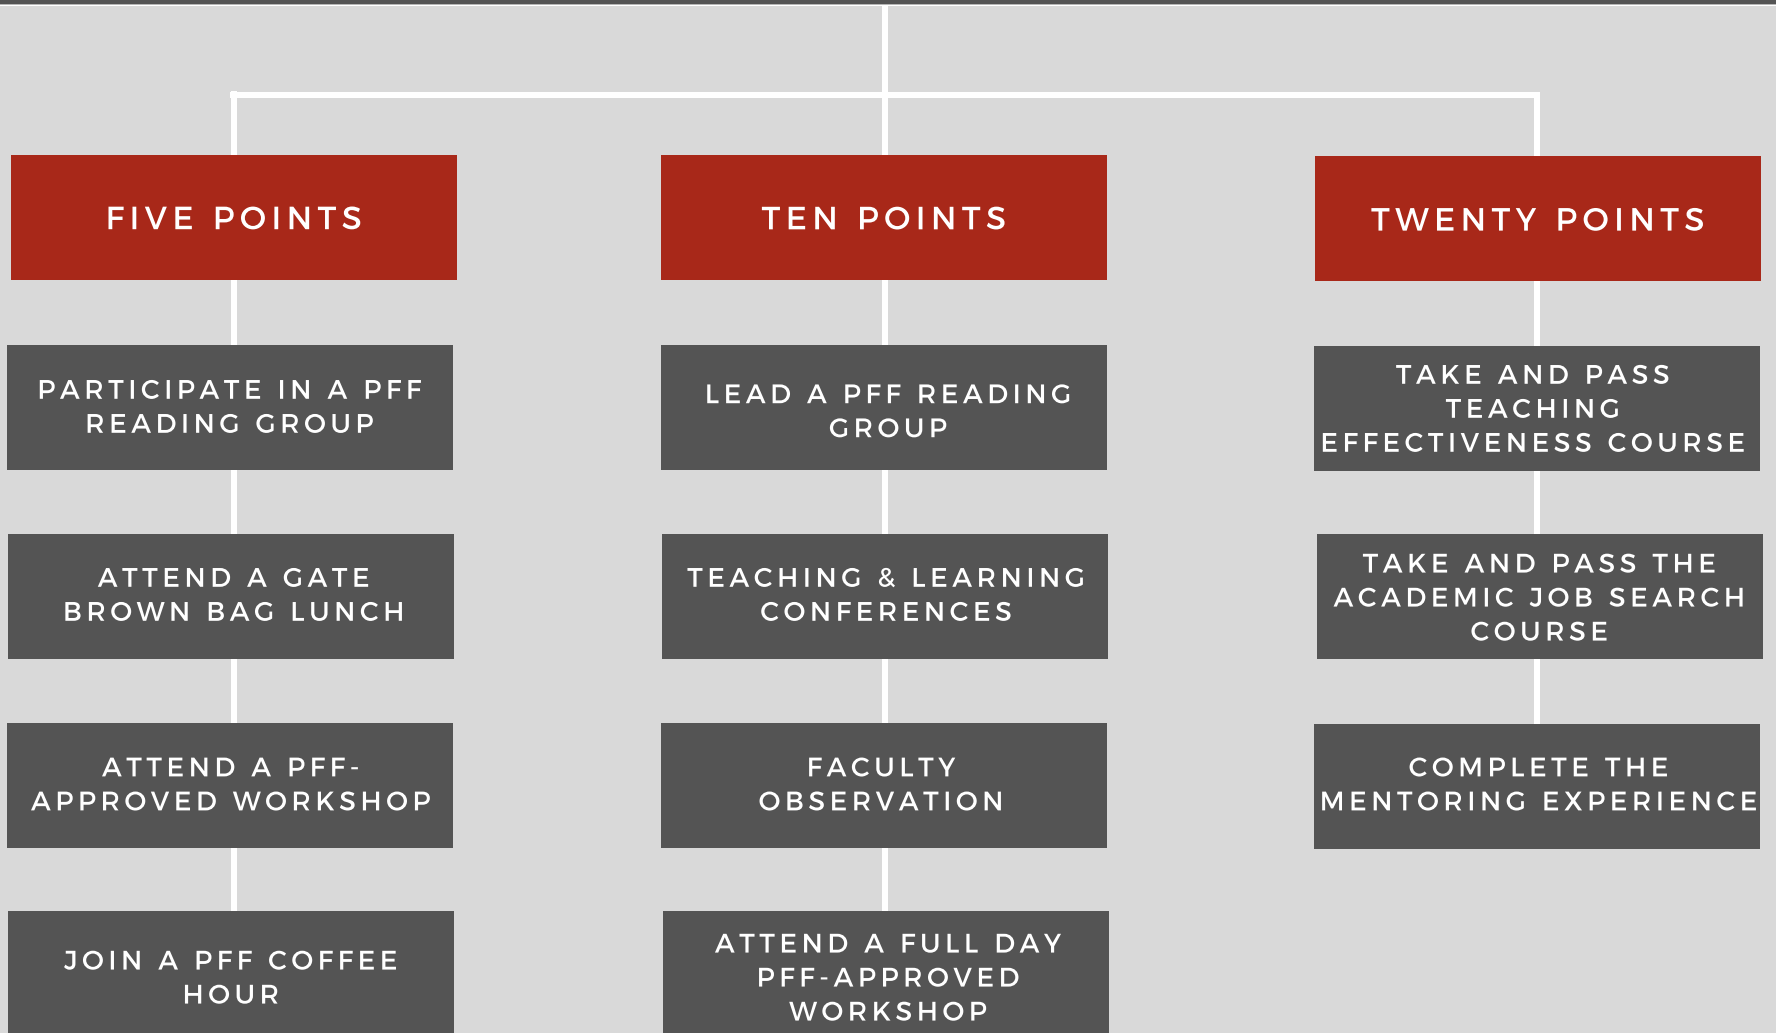 FIVE POINTS
PARTICIPATE IN A PFF
READING GROUP
ATTEND A GATE
BROWN BAG LUNCH
ATTEND A PFF-
APPROVED WORKSHOP
JOIN A PFF COFFEE
HOUR
TEN POINTS
LEAD A PFF READING
GROUP
TEACHING & LEARNING
CONFERENCES
FACULTY
OBSERVATION
ATTEND A FULL DAY
PFF-APPROVED
WORKSHOP
TWENTY POINTS
TAKE AND PASS
TEACHING
EFFECTIVENESS COURSE
TAKE AND PASS THE
ACADEMIC JOB SEARCH
COURSE
COMPLETE THE
MENTORING EXPERIENCE